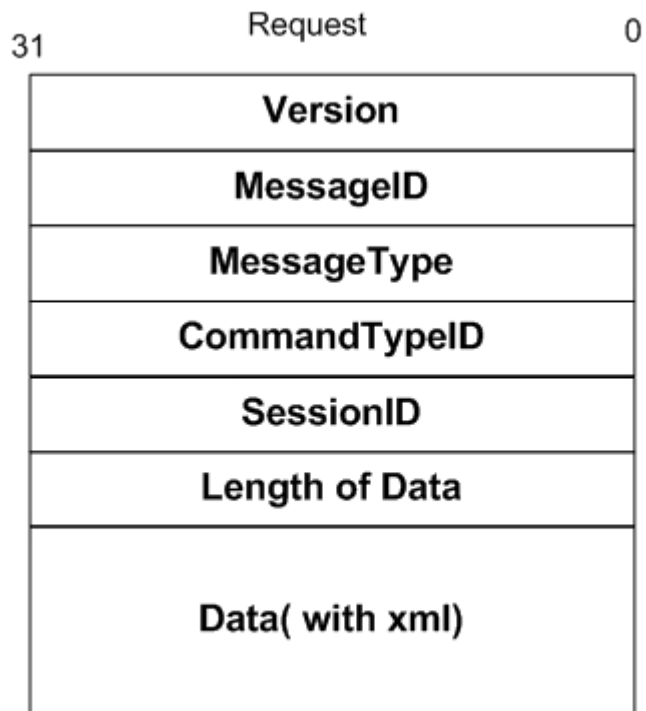 Request
31 0
Version
MessageID
MessageType
CommandTypeID
SessionID
Length of Data
Data( with xml)